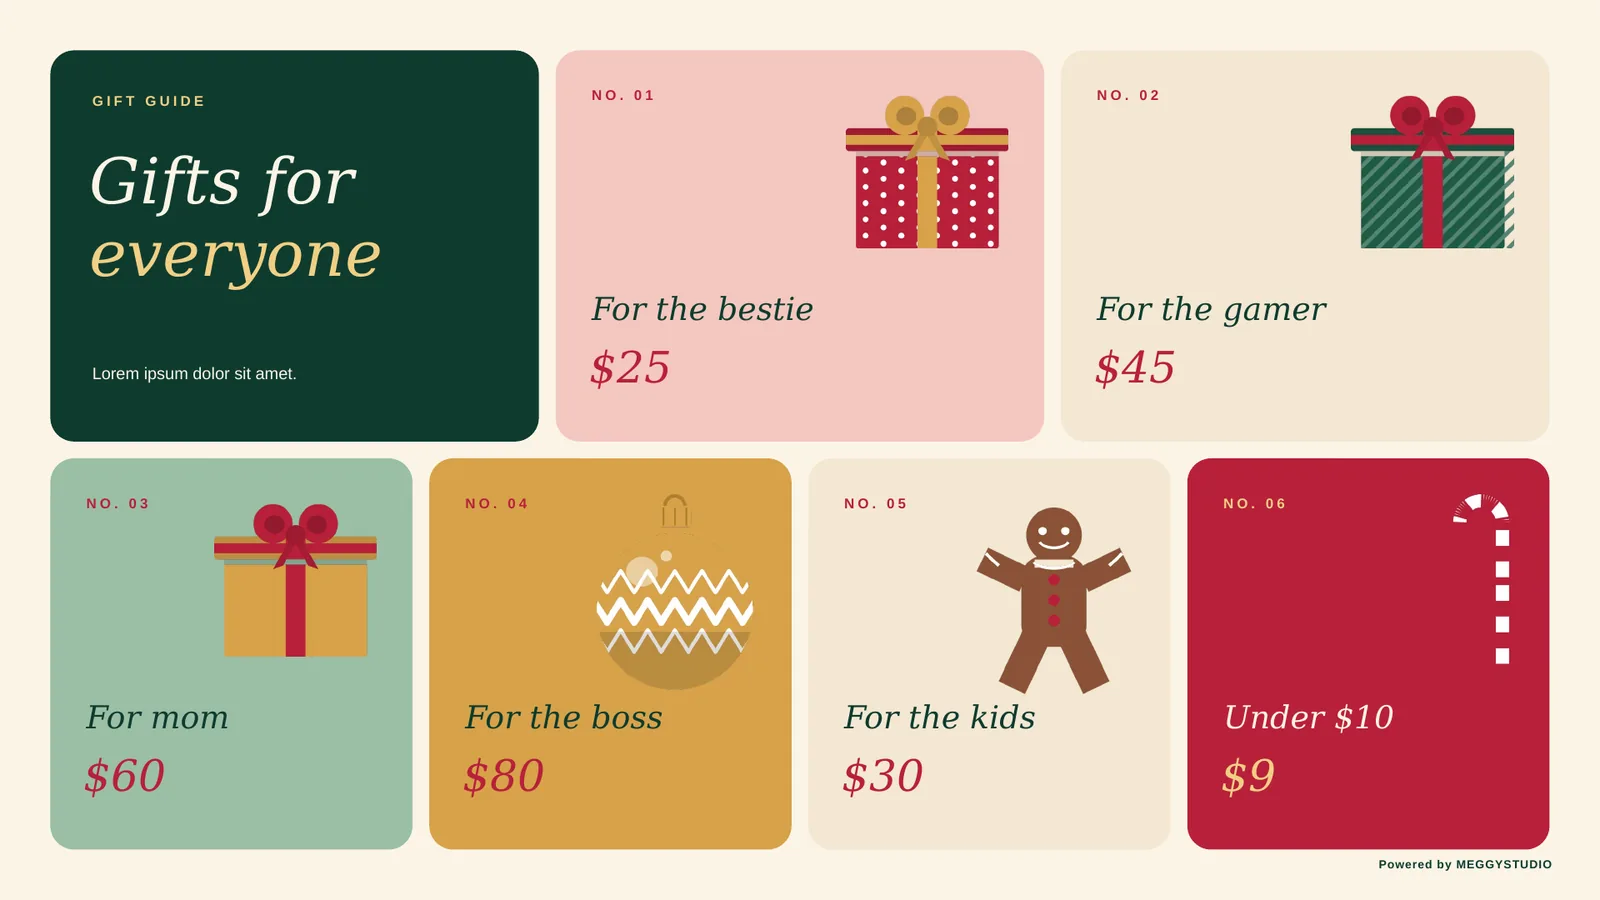 GIFT GUIDE
Gifts for
everyone
Lorem ipsum dolor sit amet.
NO. 01
For the bestie
$25
NO. 02
For the gamer
$45
NO. 03
For mom
$60
NO. 04
For the boss
$80
NO. 05
For the kids
$30
NO. 06
Under $10
$9
Powered by MEGGYSTUDIO